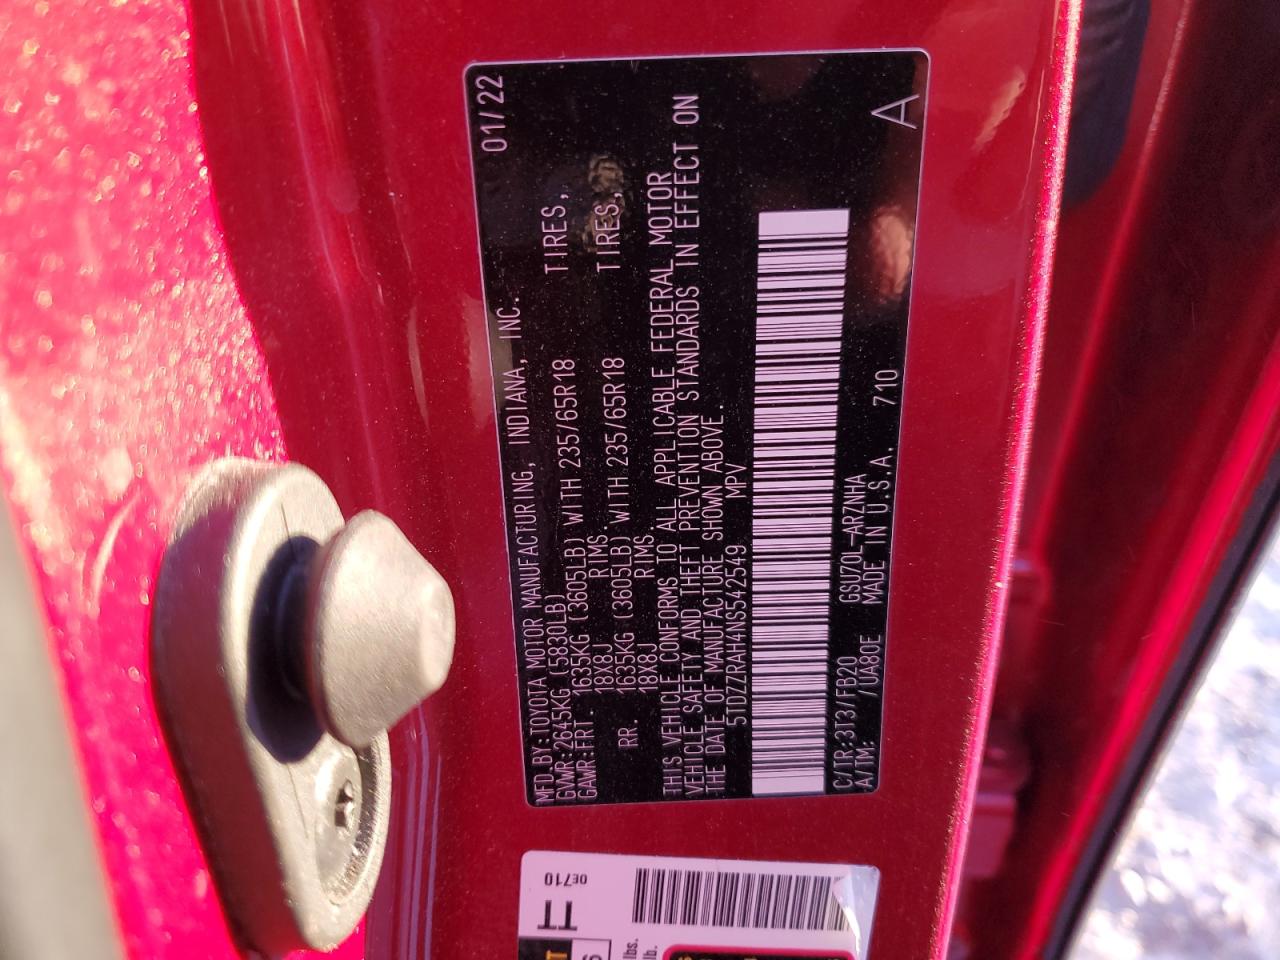 MFD.BY:TOYOTA MOTOR MANUFACTURING, INDIANA, INC. 01/22
GVWR:2645KG (5830LB)
GAWR:FRT. 1635KG (3605LB) WITH 235/65R18 TIRES,
18X8J RIMS
RR. 1635KG (3605LB) WITH 235/65R18 TIRES,
18X8J RIMS
THIS VEHICLE CONFORMS TO ALL APPLICABLE FEDERAL MOTOR
VEHICLE SAFETY AND THEFT PREVENTION STANDARDS IN EFFECT ON
THE DATE OF MANUFACTURE SHOWN ABOVE.
5TDZZRAH4NS542549 MPV
C/TR:3T3/FB20 GSU70L-ARZNHA
A/TM: /UA80E MADE IN U.S.A. 710 A
0E710
TT
lbs.
lb.